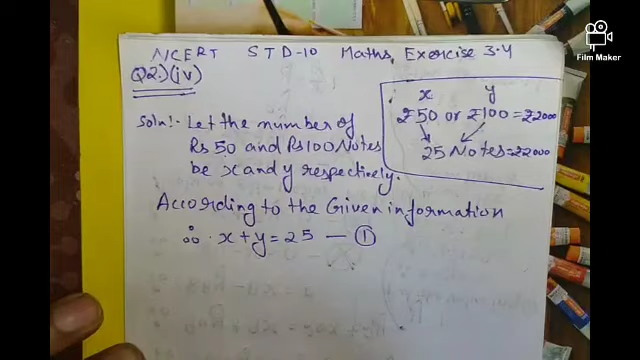 NCERT STD-10 Maths, Exercise 3.4
Q2.)(iv)
x y
₹50 or ₹100 = ₹2000
25 Notes = ₹2000
Soln:- Let the number of
Rs 50 and Rs 100 Notes
be x and y respectively.
According to the Given information
∴ x + y = 25 — ①
Film Maker